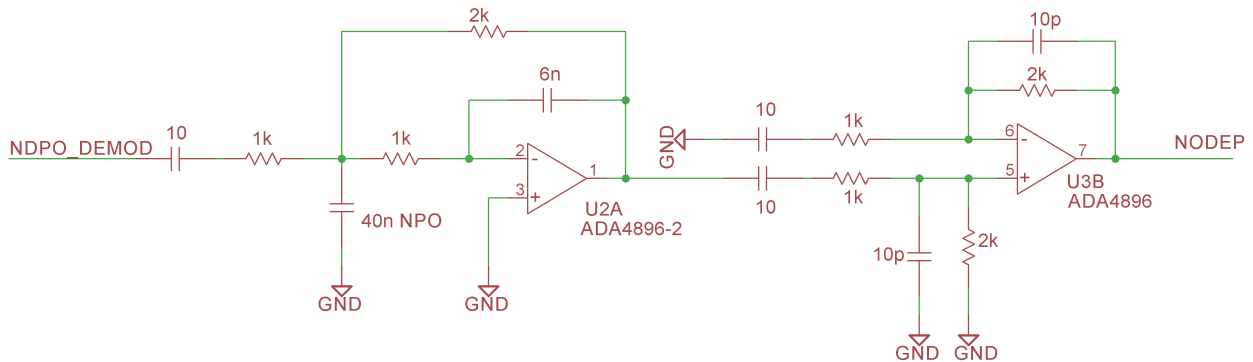 2k
10p
6n
2k
NDPO_DEMOD
10
1k
1k
2
1
3
U2A
ADA4896-2
40n NPO
GND
GND
GND
10
1k
10
1k
6
7
5
U3B
ADA4896
NODEP
10p
2k
GND
GND